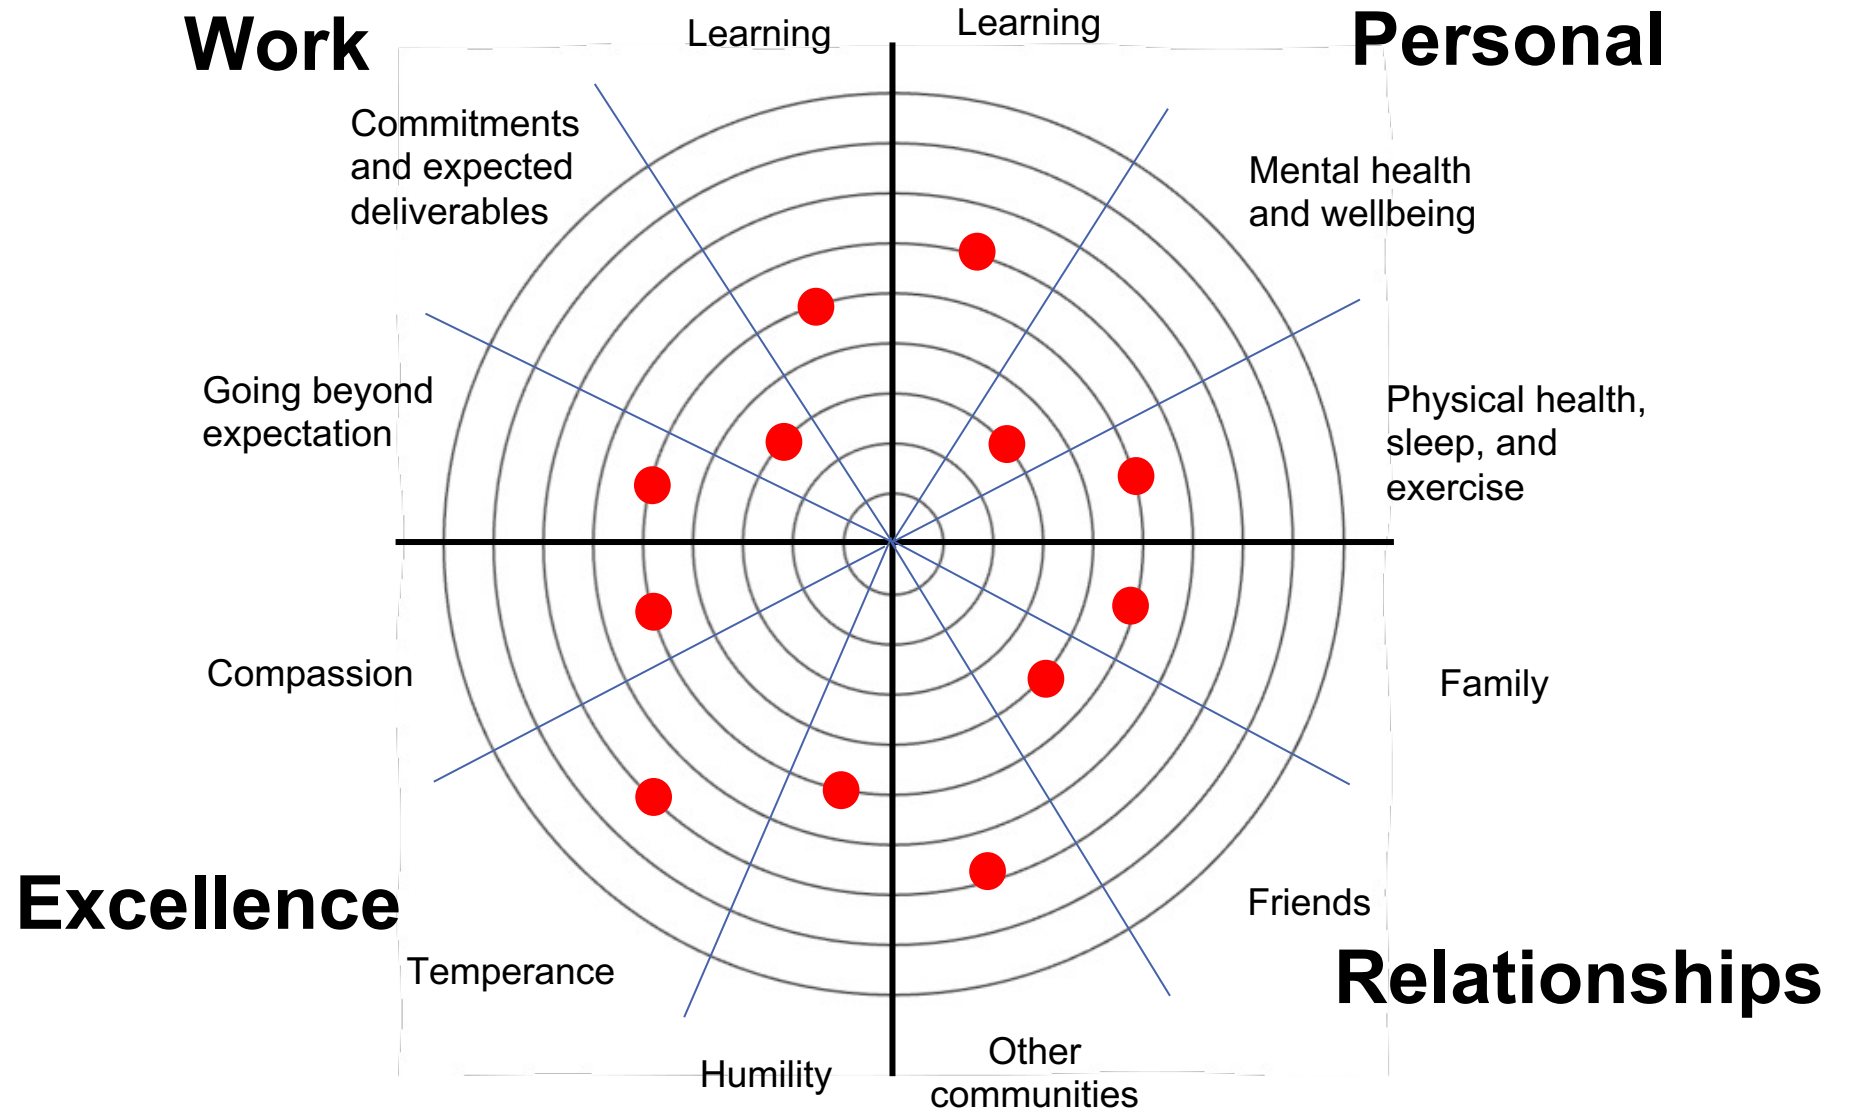 Work
Learning
Learning
Personal
Commitments
and expected
deliverables
Mental health
and wellbeing
Going beyond
expectation
Physical health,
sleep, and
exercise
Compassion
Family
Excellence
Friends
Temperance
Relationships
Humility
Other
communities